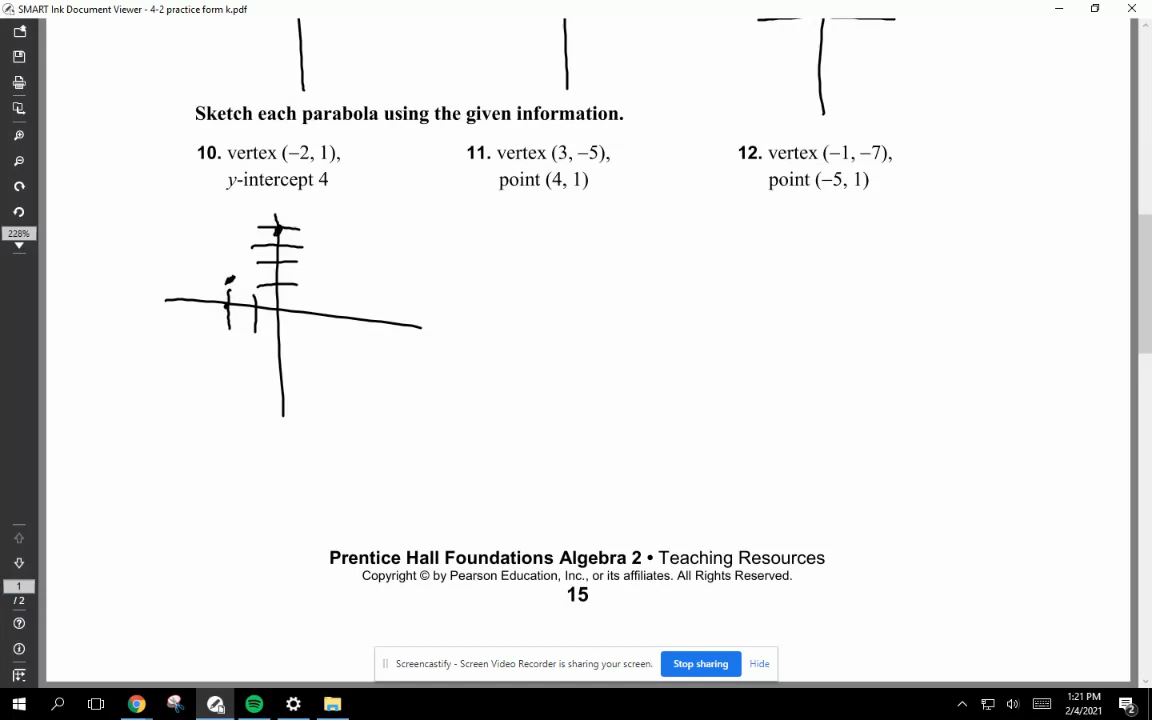 SMART Ink Document Viewer - 4-2 practice form k.pdf
Sketch each parabola using the given information.
10. vertex (−2, 1),
y-intercept 4
11. vertex (3, −5),
point (4, 1)
12. vertex (−1, −7),
point (−5, 1)
228%
Prentice Hall Foundations Algebra 2 • Teaching Resources
Copyright © by Pearson Education, Inc., or its affiliates. All Rights Reserved.
15
1
/ 2
Screencastify - Screen Video Recorder is sharing your screen.
Stop sharing
Hide
1:21 PM
2/4/2021
2